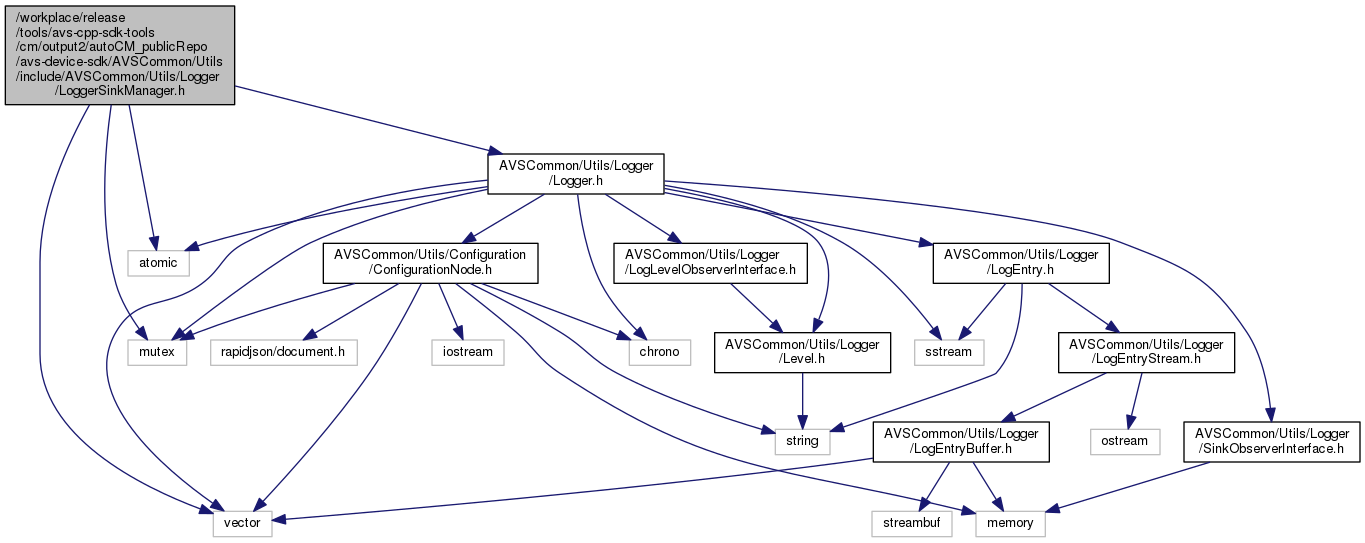 /workplace/release
/tools/avs-cpp-sdk-tools
/cm/output2/autoCM_publicRepo
/avs-device-sdk/AVSCommon/Utils
/include/AVSCommon/Utils/Logger
/LoggerSinkManager.h
AVSCommon/Utils/Logger
/Logger.h
atomic
AVSCommon/Utils/Configuration
/ConfigurationNode.h
AVSCommon/Utils/Logger
/LogLevelObserverInterface.h
AVSCommon/Utils/Logger
/LogEntry.h
mutex
rapidjson/document.h
iostream
chrono
AVSCommon/Utils/Logger
/Level.h
sstream
AVSCommon/Utils/Logger
/LogEntryStream.h
string
AVSCommon/Utils/Logger
/LogEntryBuffer.h
ostream
AVSCommon/Utils/Logger
/SinkObserverInterface.h
vector
streambuf
memory